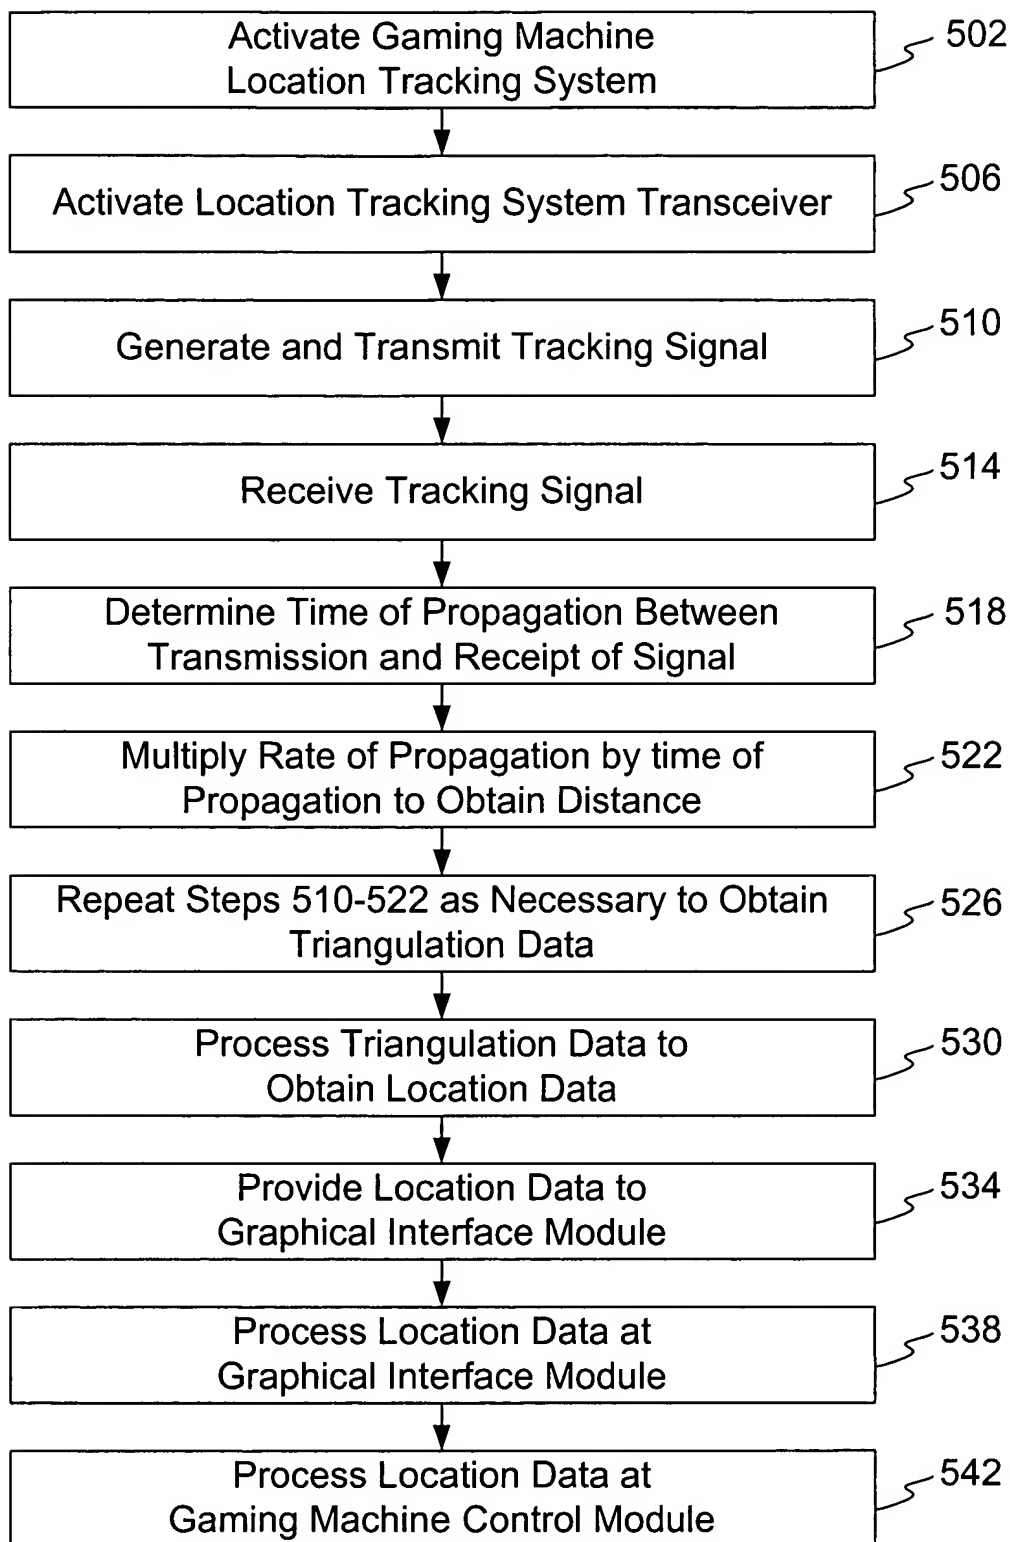 Activate Gaming Machine
Location Tracking System
502
Activate Location Tracking System Transceiver
506
Generate and Transmit Tracking Signal
510
Receive Tracking Signal
514
Determine Time of Propagation Between
Transmission and Receipt of Signal
518
Multiply Rate of Propagation by time of
Propagation to Obtain Distance
522
Repeat Steps 510-522 as Necessary to Obtain
Triangulation Data
526
Process Triangulation Data to
Obtain Location Data
530
Provide Location Data to
Graphical Interface Module
534
Process Location Data at
Graphical Interface Module
538
Process Location Data at
Gaming Machine Control Module
542